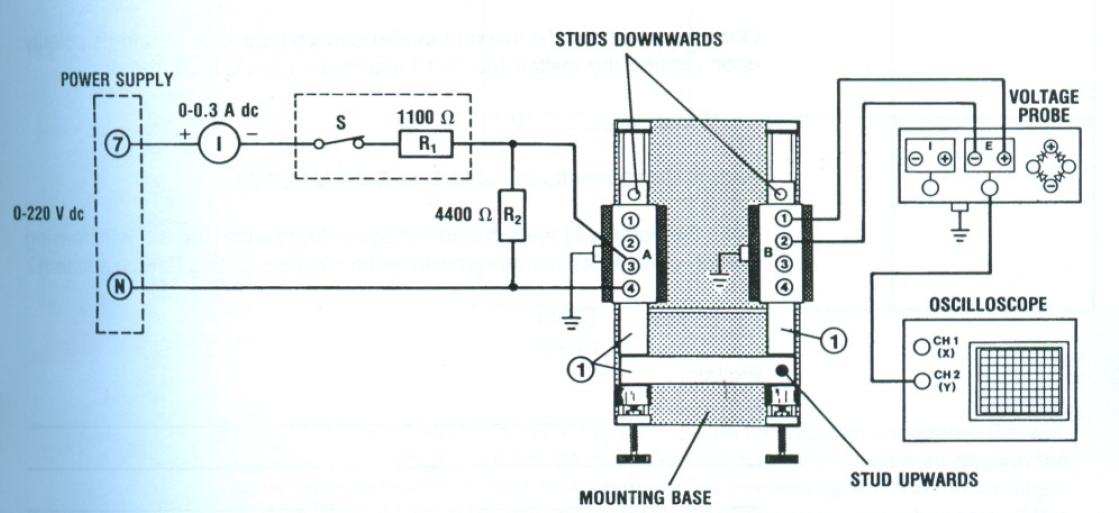 STUDS DOWNWARDS
POWER SUPPLY
0-0.3 A dc
+ I −
S
1100 Ω
R1
7
0-220 V dc
4400 Ω
R2
N
1
2
3
4
A
1
2
3
4
B
VOLTAGE
PROBE
I
E
− +
− +
+
−
OSCILLOSCOPE
CH 1
(X)
CH 2
(Y)
1
1
STUD UPWARDS
MOUNTING BASE